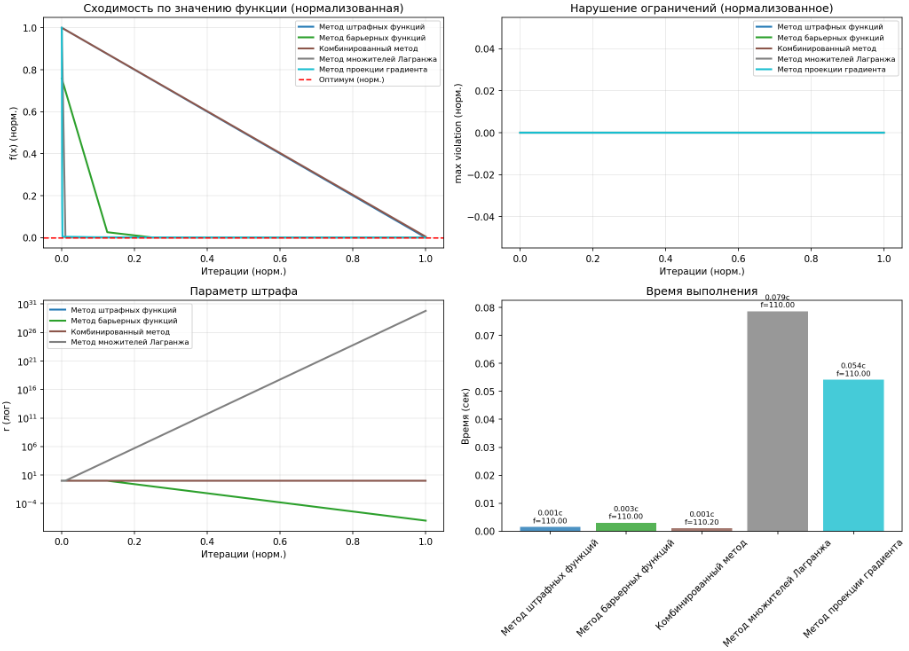 Сходимость по значению функции (нормализованная)
1.0
0.8
0.6
0.4
0.2
0.0
f(x) (норм.)
Метод штрафных функций
Метод барьерных функций
Комбинированный метод
Метод множителей Лагранжа
Метод проекции градиента
Оптимум (норм.)
0.0 0.2 0.4 0.6 0.8 1.0
Итерации (норм.)
Нарушение ограничений (нормализованное)
0.04
0.02
0.00
−0.02
−0.04
max violation (норм.)
Метод штрафных функций
Метод барьерных функций
Комбинированный метод
Метод множителей Лагранжа
Метод проекции градиента
0.0 0.2 0.4 0.6 0.8 1.0
Итерации (норм.)
Параметр штрафа
10^31
10^26
10^21
10^16
10^11
10^6
10^1
10^−4
r (лог)
Метод штрафных функций
Метод барьерных функций
Комбинированный метод
Метод множителей Лагранжа
0.0 0.2 0.4 0.6 0.8 1.0
Итерации (норм.)
Время выполнения
0.08
0.07
0.06
0.05
0.04
0.03
0.02
0.01
0.00
Время (сек)
0.001с
f=110.00
0.003с
f=110.00
0.001с
f=110.20
0.079с
f=110.00
0.054с
f=110.00
Метод штрафных функций
Метод барьерных функций
Комбинированный метод
Метод множителей Лагранжа
Метод проекции градиента